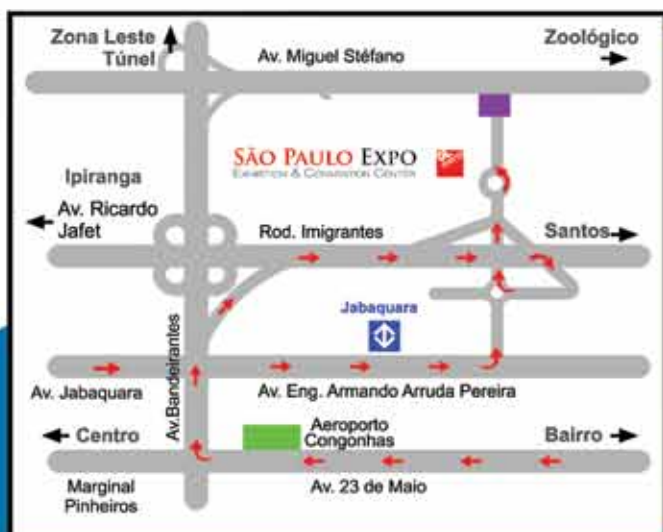 Zona Leste
Túnel
Av. Miguel Stéfano
Zoológico
SÃO PAULO EXPO
EXHIBITION & CONVENTION CENTER
Ipiranga
Av. Ricardo
Jafet
Rod. Imigrantes
Santos
Jabaquara
Av.Bandeirantes
Av. Jabaquara
Av. Eng. Armando Arruda Pereira
Centro
Aeroporto
Congonhas
Bairro
Marginal
Pinheiros
Av. 23 de Maio